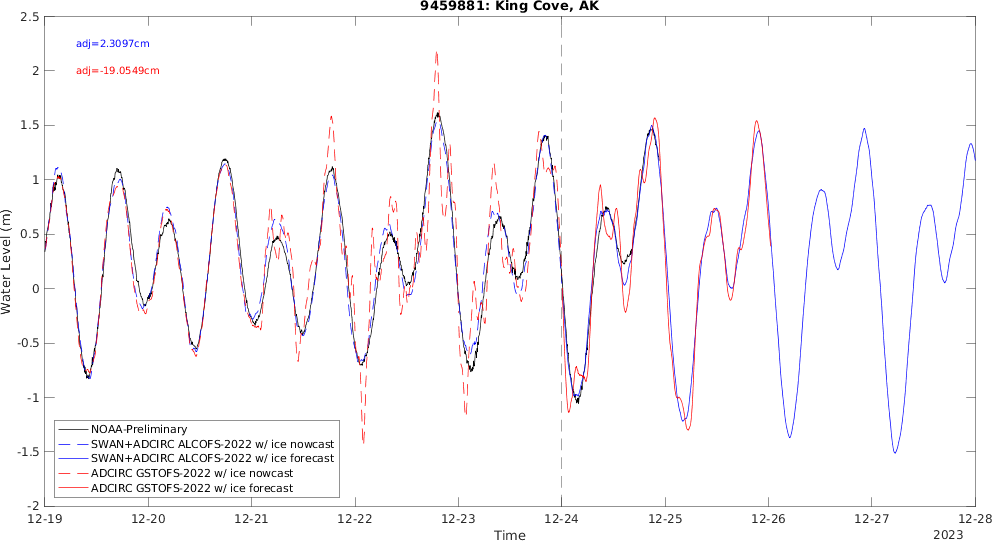 9459881: King Cove, AK
adj=2.3097cm
adj=-19.0549cm
Water Level (m)
2.5
2
1.5
1
0.5
0
-0.5
-1
-1.5
-2
NOAA-Preliminary
SWAN+ADCIRC ALCOFS-2022 w/ ice nowcast
SWAN+ADCIRC ALCOFS-2022 w/ ice forecast
ADCIRC GSTOFS-2022 w/ ice nowcast
ADCIRC GSTOFS-2022 w/ ice forecast
12-19 12-20 12-21 12-22 12-23 12-24 12-25 12-26 12-27 12-28
Time
2023